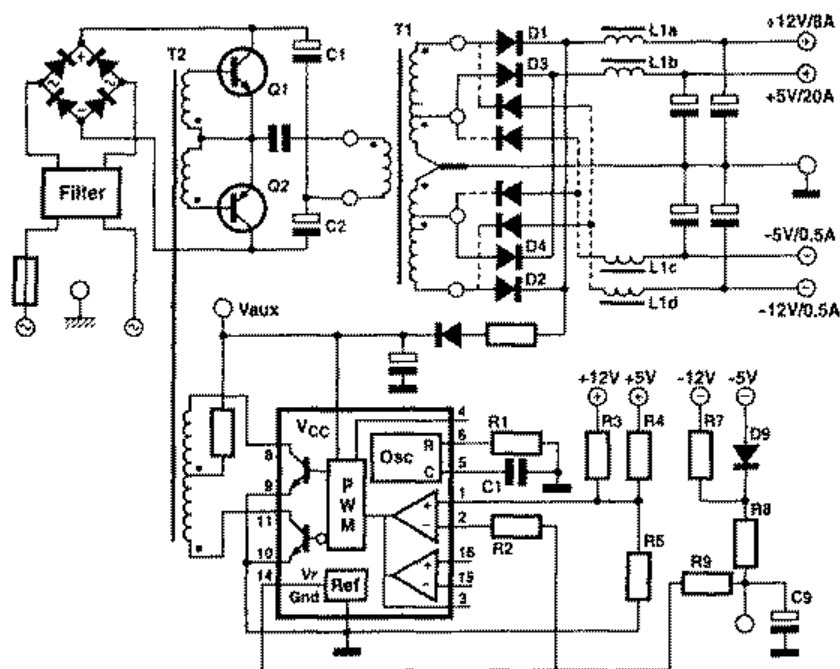 +12V/8A
T2
C1
T1
D1
L1a
Q1
D3
L1b
+5V/20A
Filter
Q2
C2
D4
-5V/0.5A
D2
L1c
L1d
-12V/0.5A
Vaux
+12V
+5V
-12V
-5V
4
R1
R3
R4
R7
D9
VCC
6
8
Osc
R
5
C
C1
P
W
M
9
1
+
11
-
2
R2
R8
10
16
+
R5
R9
14
Vr
Ref
-
15
C9
Gnd
3